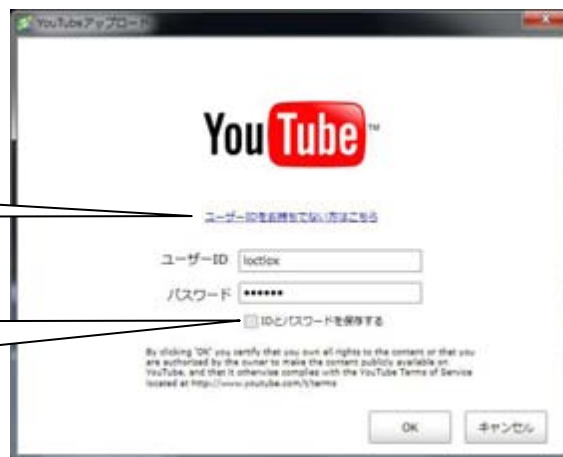 YouTubeアップロード
You Tube ™
ユーザーIDをお持ちでない方はこちら
ユーザーID loctiox
パスワード ••••••
IDとパスワードを保存する
By clicking "OK" you certify that you own all rights to the content or that you
are authorized by the owner to make the content publicly available on
YouTube, and that it otherwise complies with the YouTube Terms of Service
located at http://www.youtube.com/t/terms
OK キャンセル